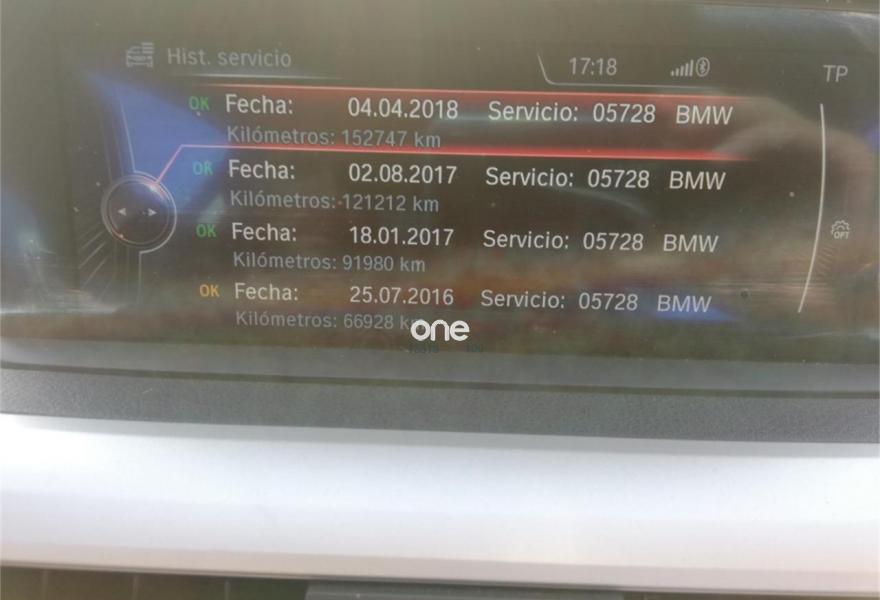 Hist. servicio
17:18
TP
OK Fecha: 04.04.2018 Servicio: 05728 BMW
Kilómetros: 152747 km
OK Fecha: 02.08.2017 Servicio: 05728 BMW
Kilómetros: 121212 km
OK Fecha: 18.01.2017 Servicio: 05728 BMW
Kilómetros: 91980 km
OFF
OK Fecha: 25.07.2016 Servicio: 05728 BMW
Kilómetros: 66928 km
one